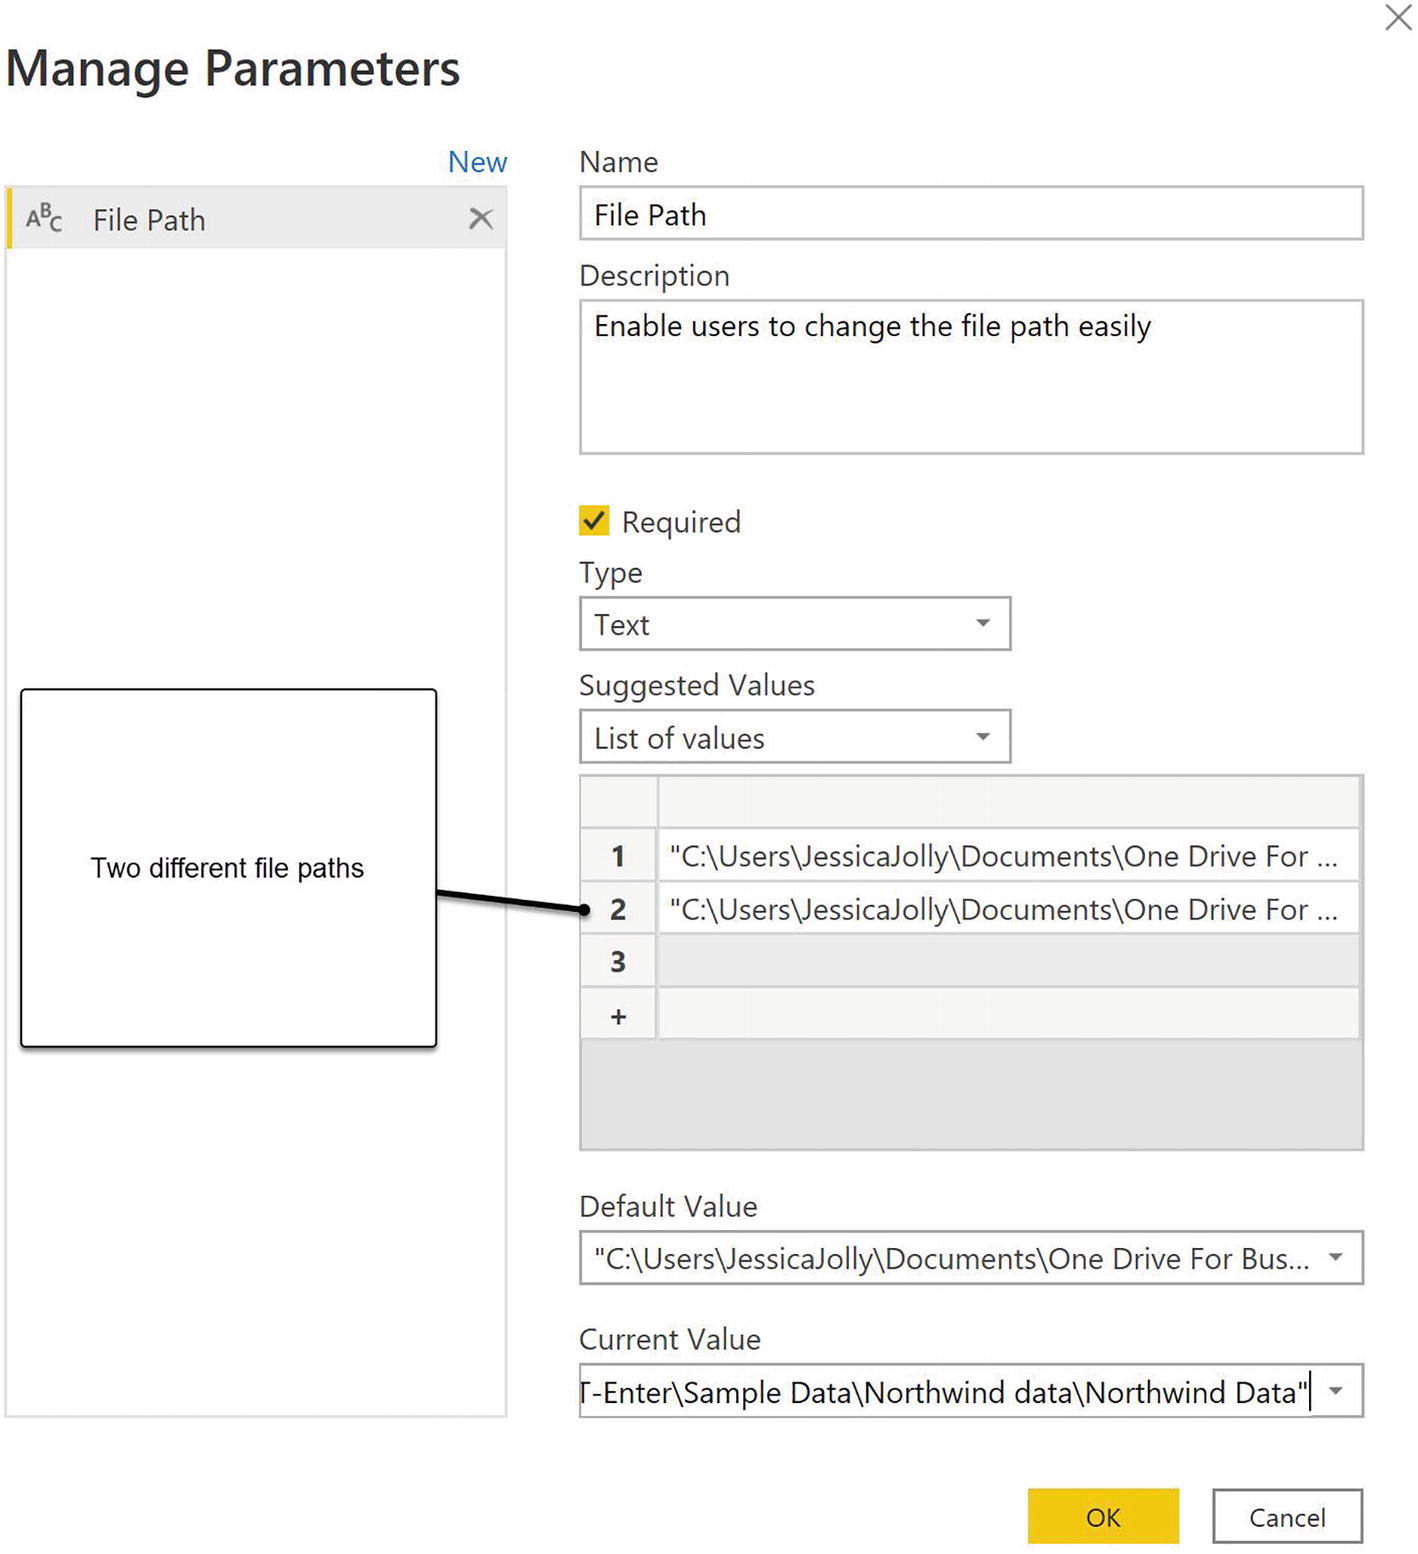 Manage Parameters
New
ABC File Path
Two different file paths
Name
File Path
Description
Enable users to change the file path easily
Required
Type
Text
Suggested Values
List of values
1 "C:\Users\JessicaJolly\Documents\One Drive For ...
2 "C:\Users\JessicaJolly\Documents\One Drive For ...
3
+
Default Value
"C:\Users\JessicaJolly\Documents\One Drive For Bus...
Current Value
T-Enter\Sample Data\Northwind data\Northwind Data"
OK
Cancel